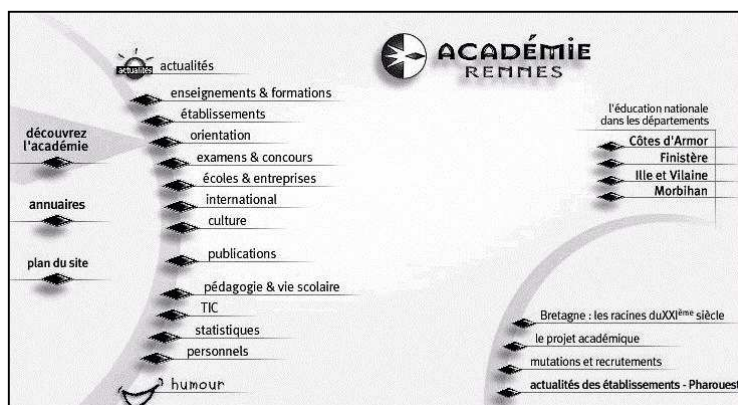 actualités
actualités
ACADÉMIE
RENNES
découvrez
l'académie
annuaires
plan du site
enseignements & formations
établissements
orientation
examens & concours
écoles & entreprises
international
culture
publications
pédagogie & vie scolaire
TIC
statistiques
personnels
humour
l'éducation nationale
dans les départements
Côtes d'Armor
Finistère
Ille et Vilaine
Morbihan
Bretagne : les racines duXXIème siècle
le projet académique
mutations et recrutements
actualités des établissements - Pharouest